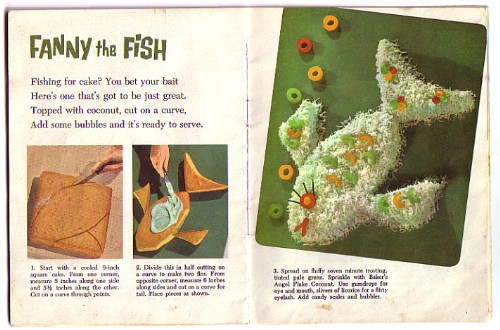 FANNY the FISH
Fishing for cake? You bet your bait
Here's one that's got to be just great.
Topped with coconut, cut on a curve,
Add some bubbles and it's ready to serve.
1. Start with a cooled 9-inch
square cake. From one corner,
measure 5 inches along one side
and 5½ inches along the other.
Cut on a curve through points.
2. Divide this in half cutting on
a curve to make two fins. From
opposite corner, measure 6 inches
along sides and cut on a curve for
tail. Place pieces as shown.
3. Spread on fluffy seven minute frosting,
tinted pale green. Sprinkle with Baker's
Angel Flake Coconut. Use gumdrops for
eye and mouth, slivers of licorice for a flirty
eyelash. Add candy scales and bubbles.